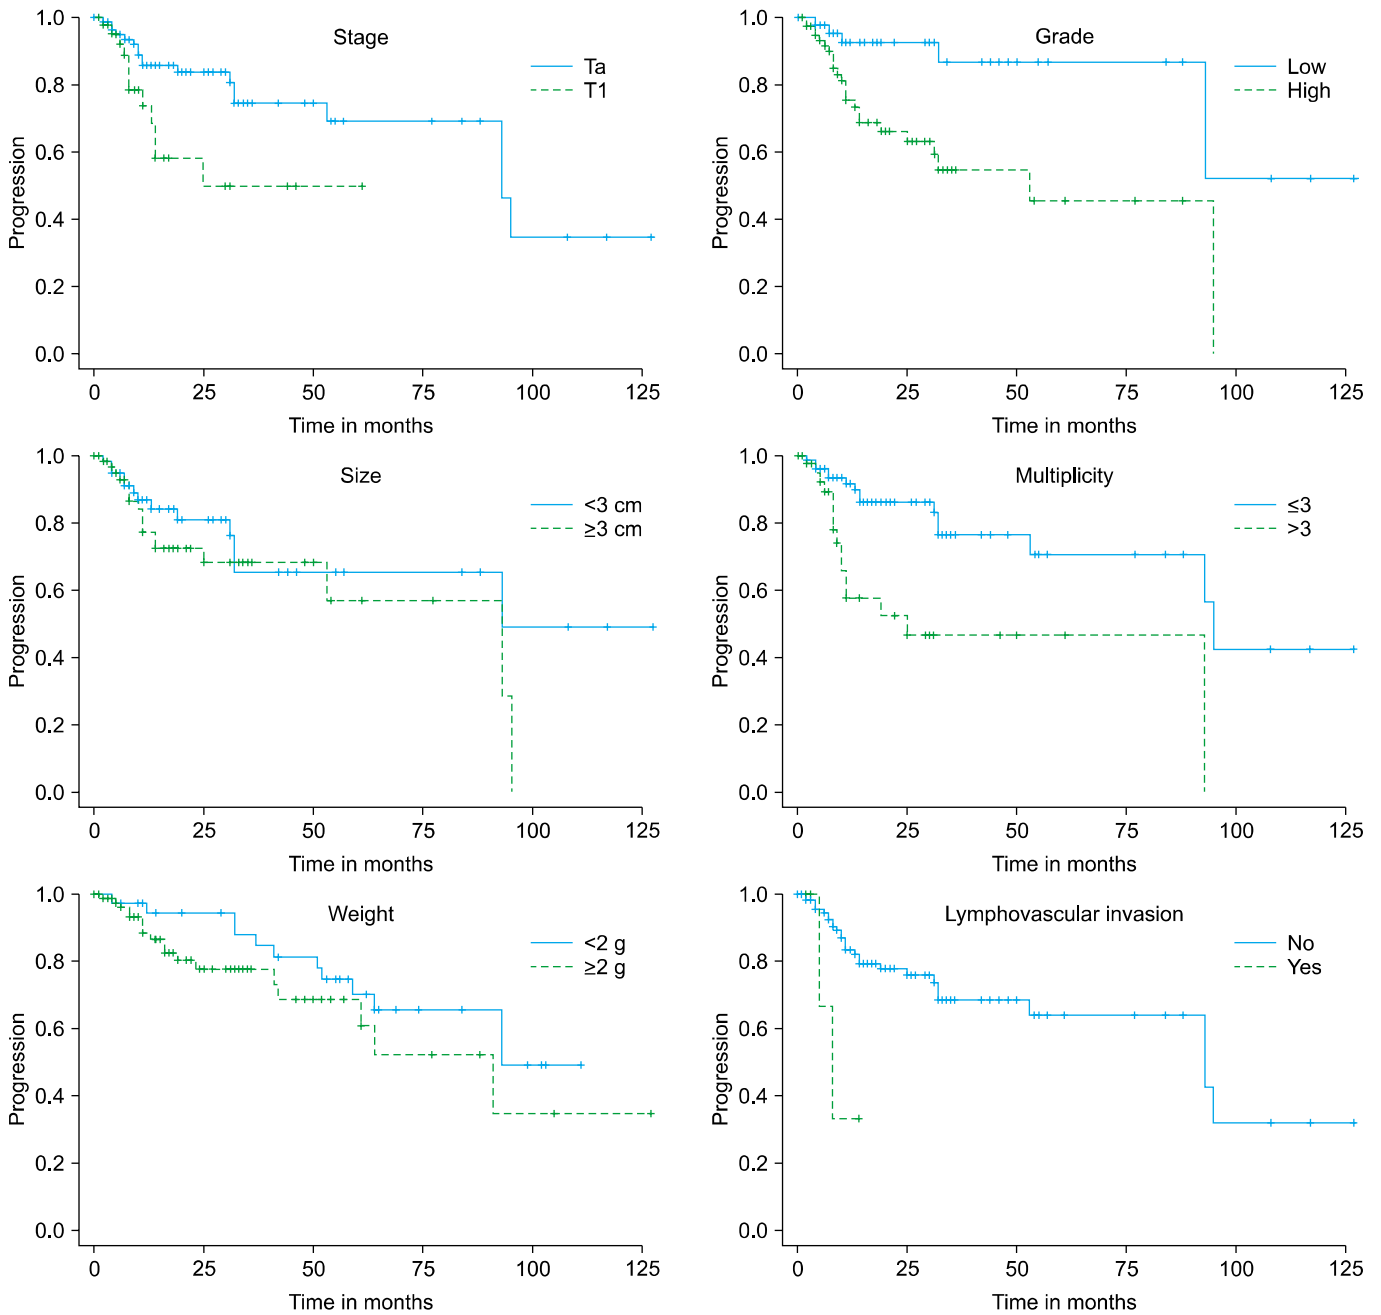 Stage
Ta
T1
Progression
1.0
0.8
0.6
0.4
0.2
0.0
0 25 50 75 100 125
Time in months
Grade
Low
High
Progression
1.0
0.8
0.6
0.4
0.2
0.0
0 25 50 75 100 125
Time in months
Size
<3 cm
≥3 cm
Progression
1.0
0.8
0.6
0.4
0.2
0.0
0 25 50 75 100 125
Time in months
Multiplicity
≤3
>3
Progression
1.0
0.8
0.6
0.4
0.2
0.0
0 25 50 75 100 125
Time in months
Weight
<2 g
≥2 g
Progression
1.0
0.8
0.6
0.4
0.2
0.0
0 25 50 75 100 125
Time in months
Lymphovascular invasion
No
Yes
Progression
1.0
0.8
0.6
0.4
0.2
0.0
0 25 50 75 100 125
Time in months